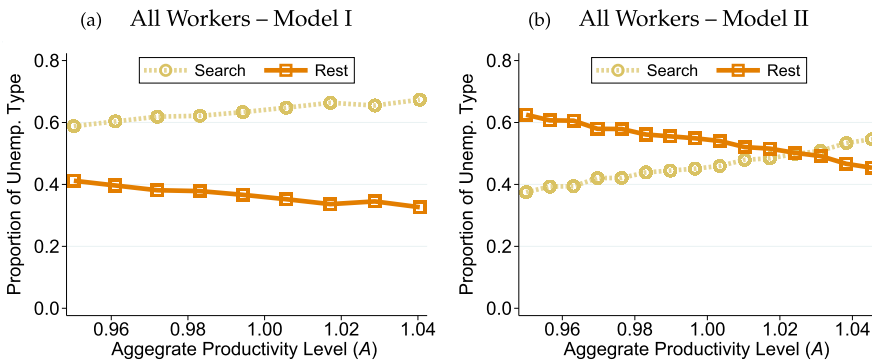 (a) All Workers – Model I
Proportion of Unemp. Type
0.8
0.6
0.4
0.2
0.0
Search Rest
0.96 0.98 1.00 1.02 1.04
Aggegrate Productivity Level (A)
(b) All Workers – Model II
Proportion of Unemp. Type
0.8
0.6
0.4
0.2
0.0
Search Rest
0.96 0.98 1.00 1.02 1.04
Aggegrate Productivity Level (A)